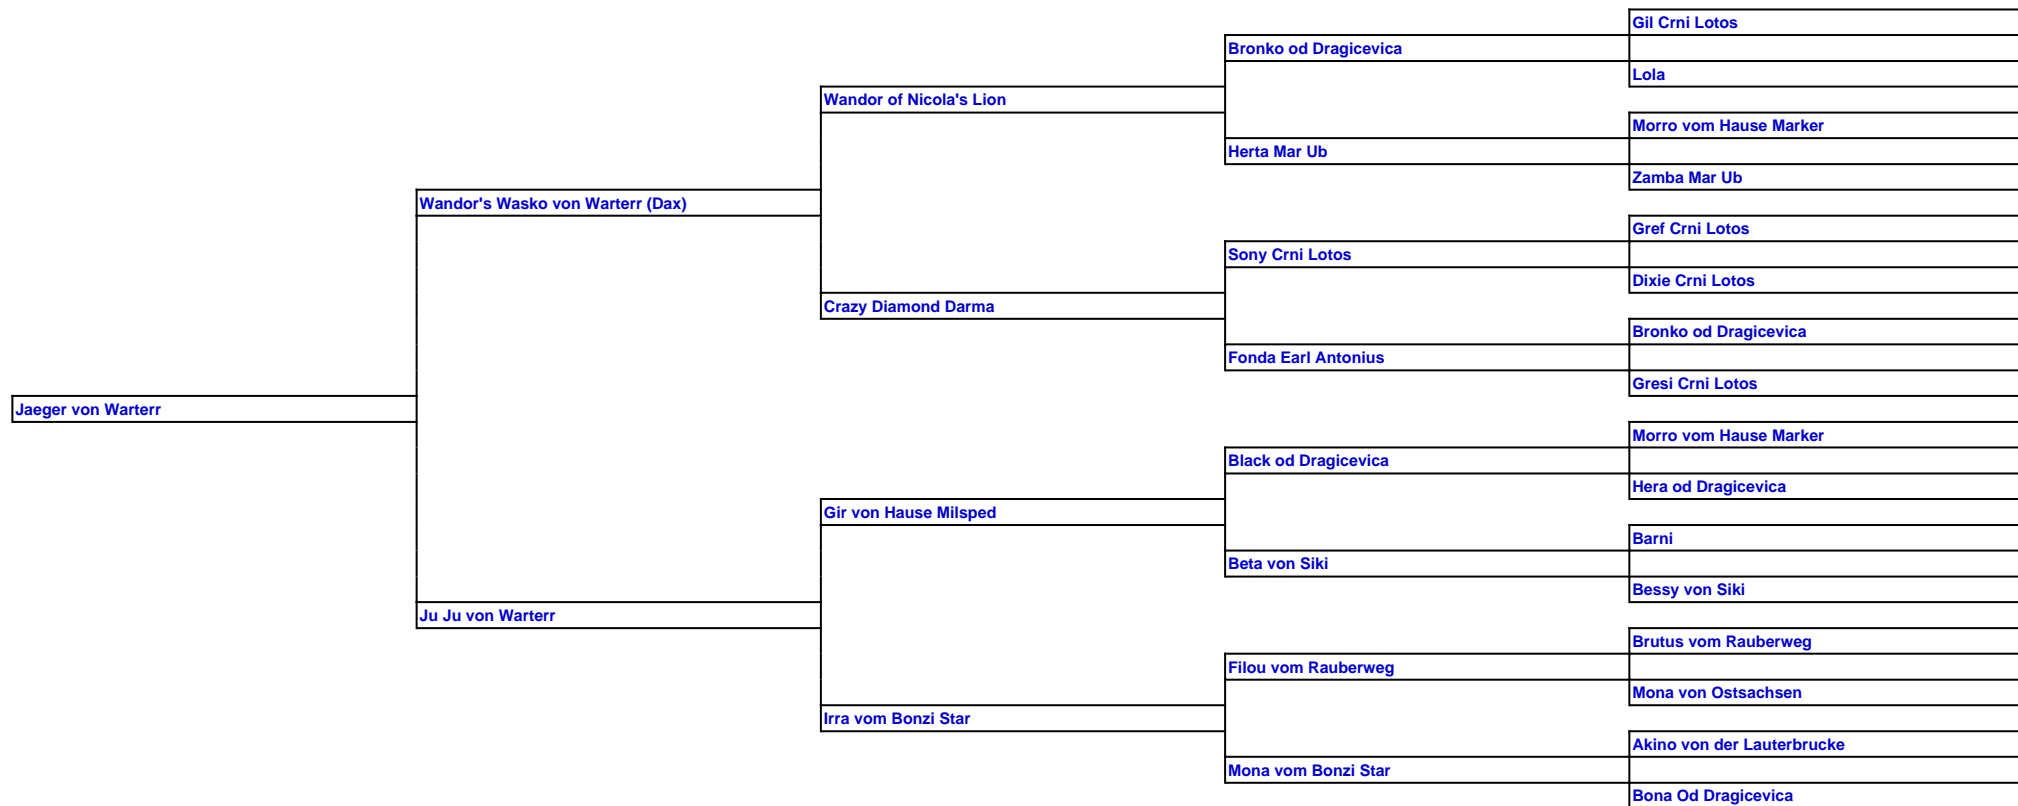 Gil Crni Lotos
Bronko od Dragicevica
Lola
Wandor of Nicola's Lion
Morro vom Hause Marker
Herta Mar Ub
Zamba Mar Ub
Wandor's Wasko von Warterr (Dax)
Gref Crni Lotos
Sony Crni Lotos
Dixie Crni Lotos
Crazy Diamond Darma
Bronko od Dragicevica
Fonda Earl Antonius
Gresi Crni Lotos
Jaeger von Warterr
Morro vom Hause Marker
Black od Dragicevica
Hera od Dragicevica
Gir von Hause Milsped
Barni
Beta von Siki
Bessy von Siki
Ju Ju von Warterr
Brutus vom Rauberweg
Filou vom Rauberweg
Mona von Ostsachsen
Irra vom Bonzi Star
Akino von der Lauterbrucke
Mona vom Bonzi Star
Bona Od Dragicevica